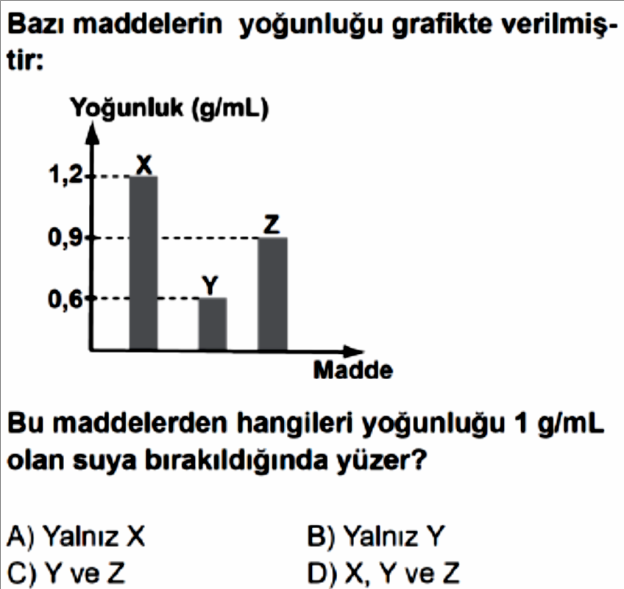 Bazı maddelerin yoğunluğu grafikte verilmiş-
tir:
Yoğunluk (g/mL)
1,2
X
0,9
Z
0,6
Y
Madde
Bu maddelerden hangileri yoğunluğu 1 g/mL
olan suya bırakıldığında yüzer?
A) Yalnız X
B) Yalnız Y
C) Y ve Z
D) X, Y ve Z